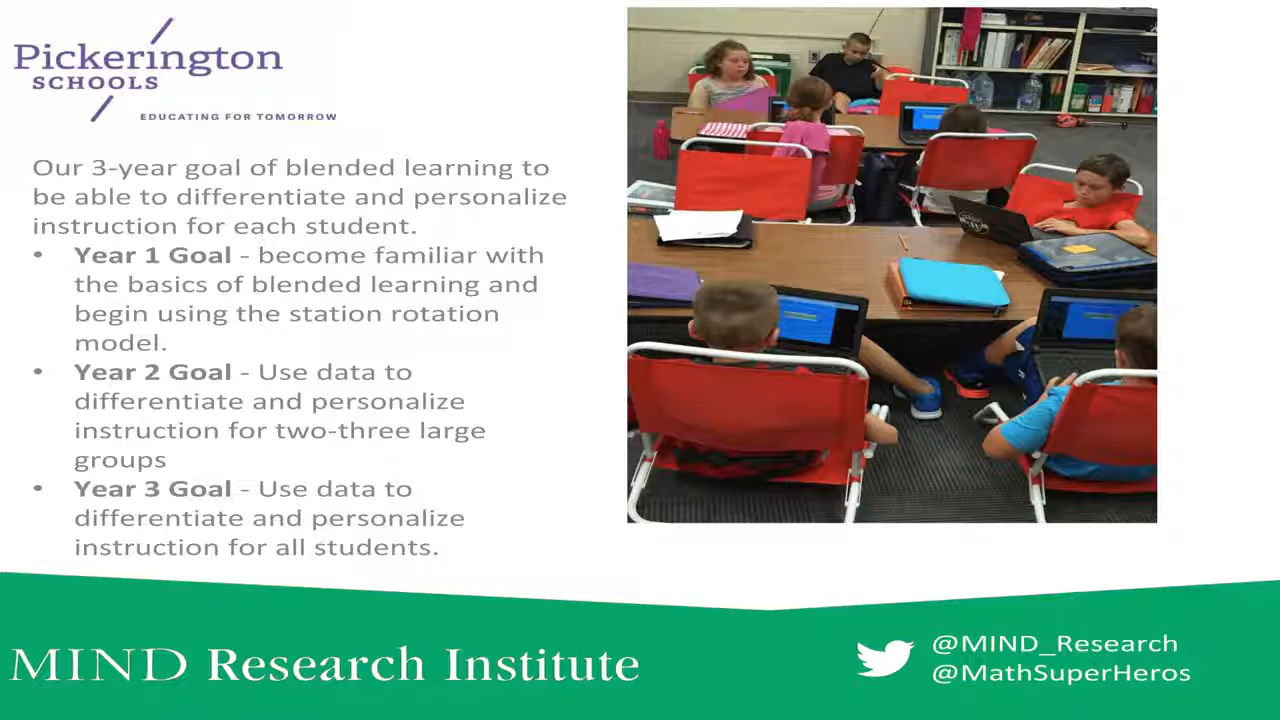 Pickerington
SCHOOLS
EDUCATING FOR TOMORROW
Our 3-year goal of blended learning to
be able to differentiate and personalize
instruction for each student.
• Year 1 Goal - become familiar with
the basics of blended learning and
begin using the station rotation
model.
• Year 2 Goal - Use data to
differentiate and personalize
instruction for two-three large
groups
• Year 3 Goal - Use data to
differentiate and personalize
instruction for all students.
MIND Research Institute
@MIND_Research
@MathSuperHeros